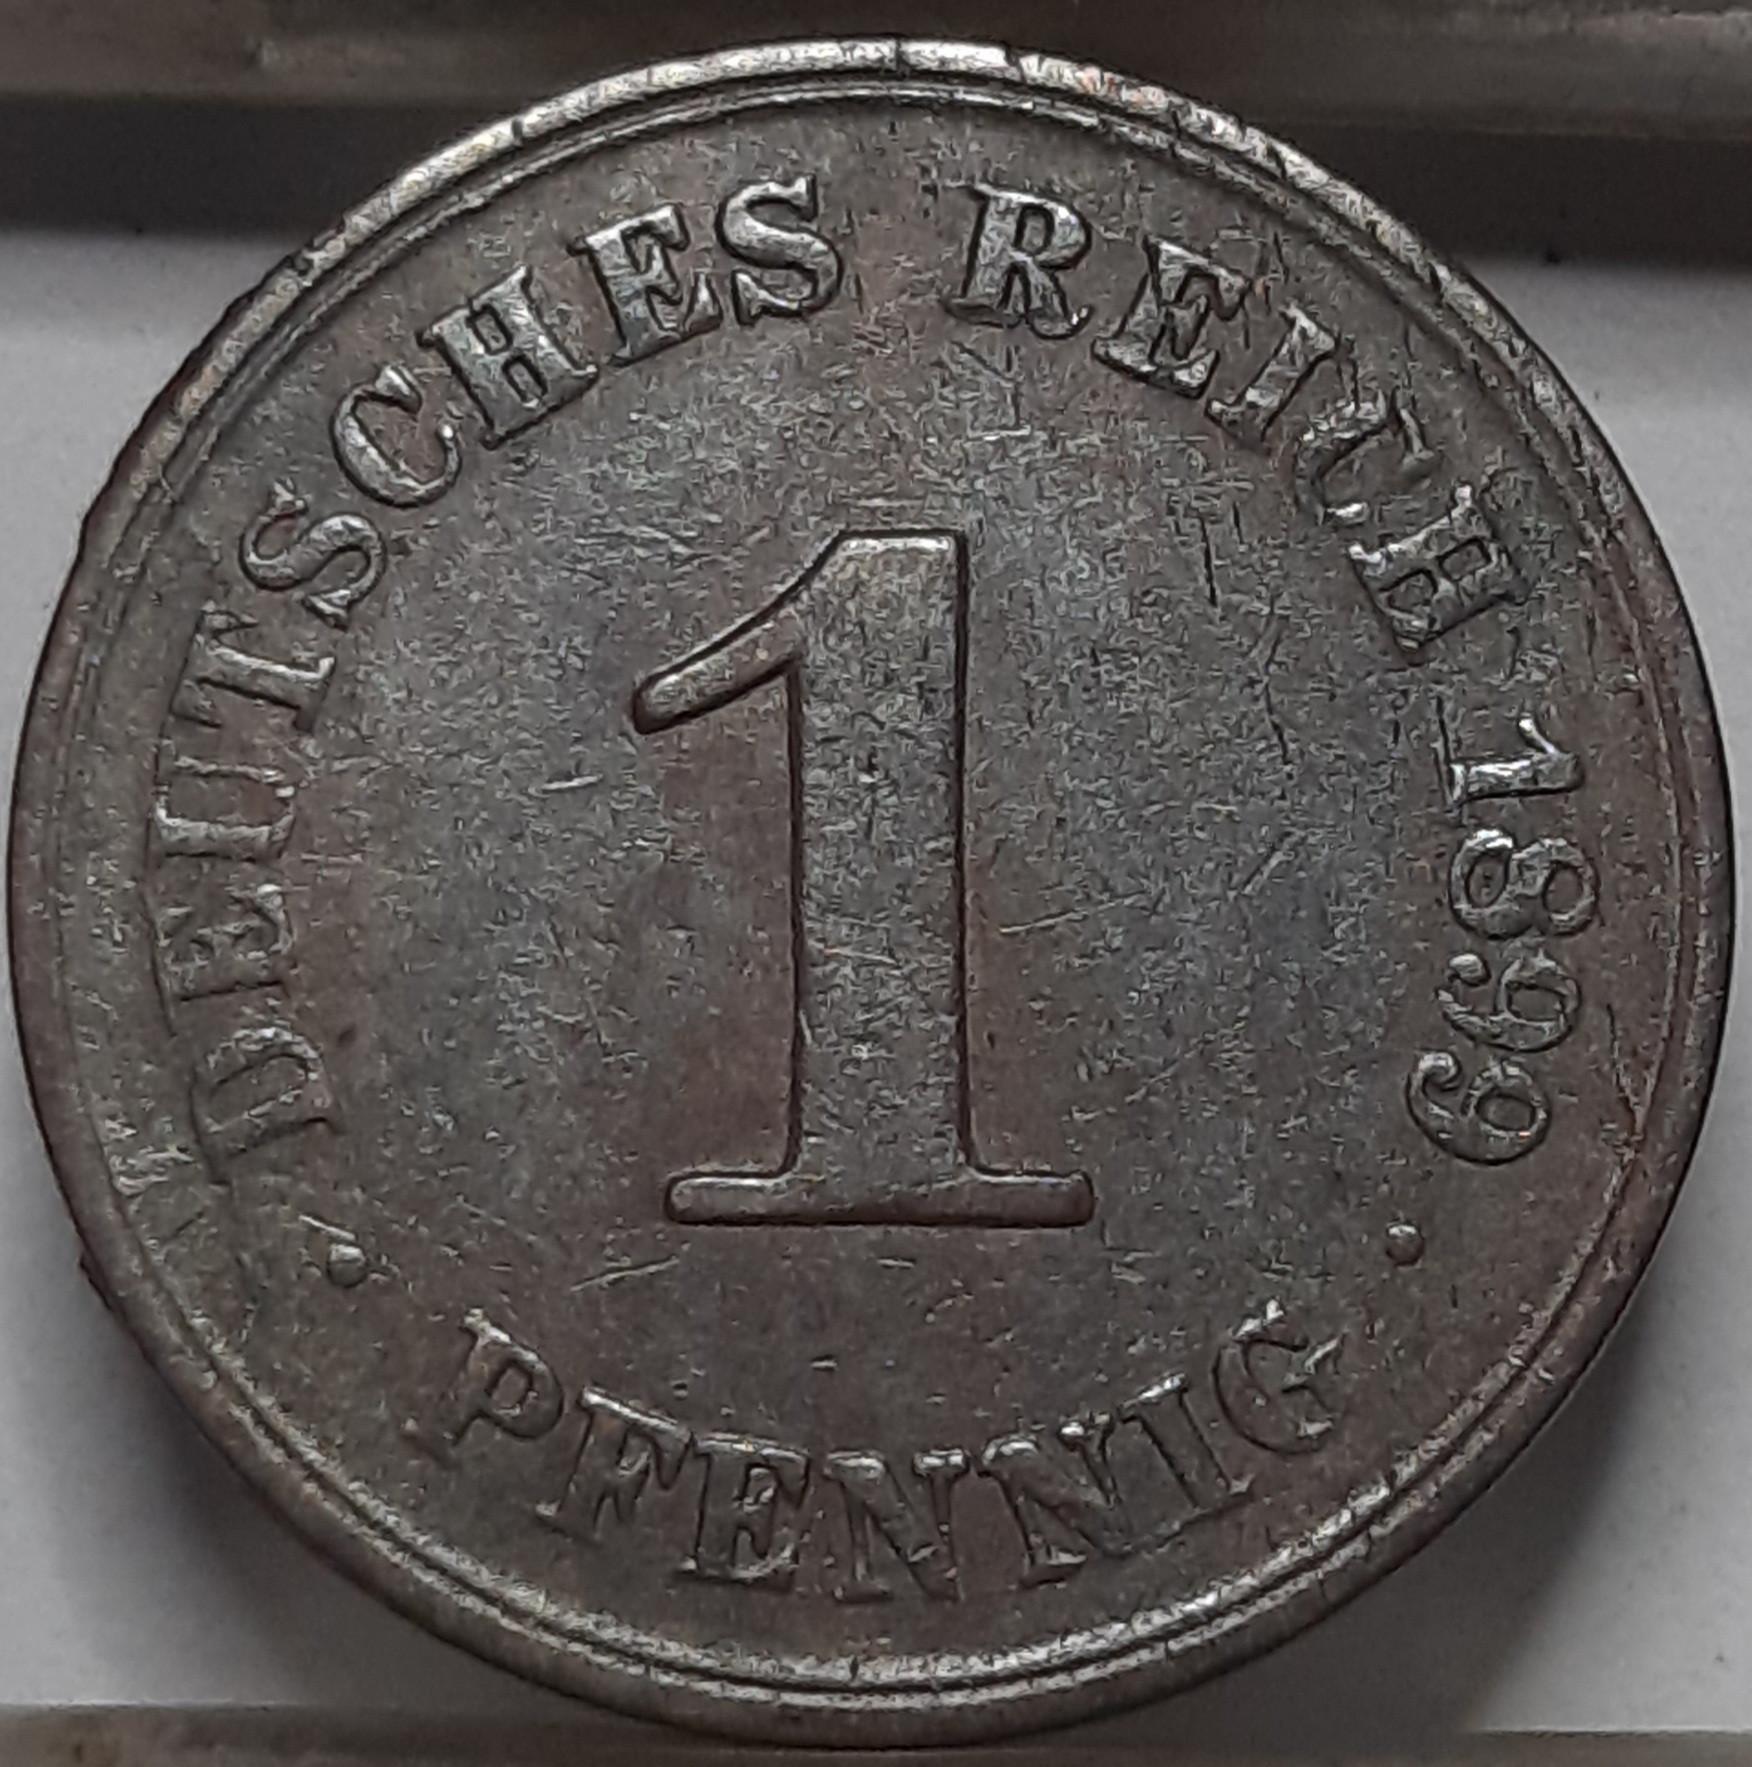 DEUTSCHES REICH 1899
1
• PFENNIG •